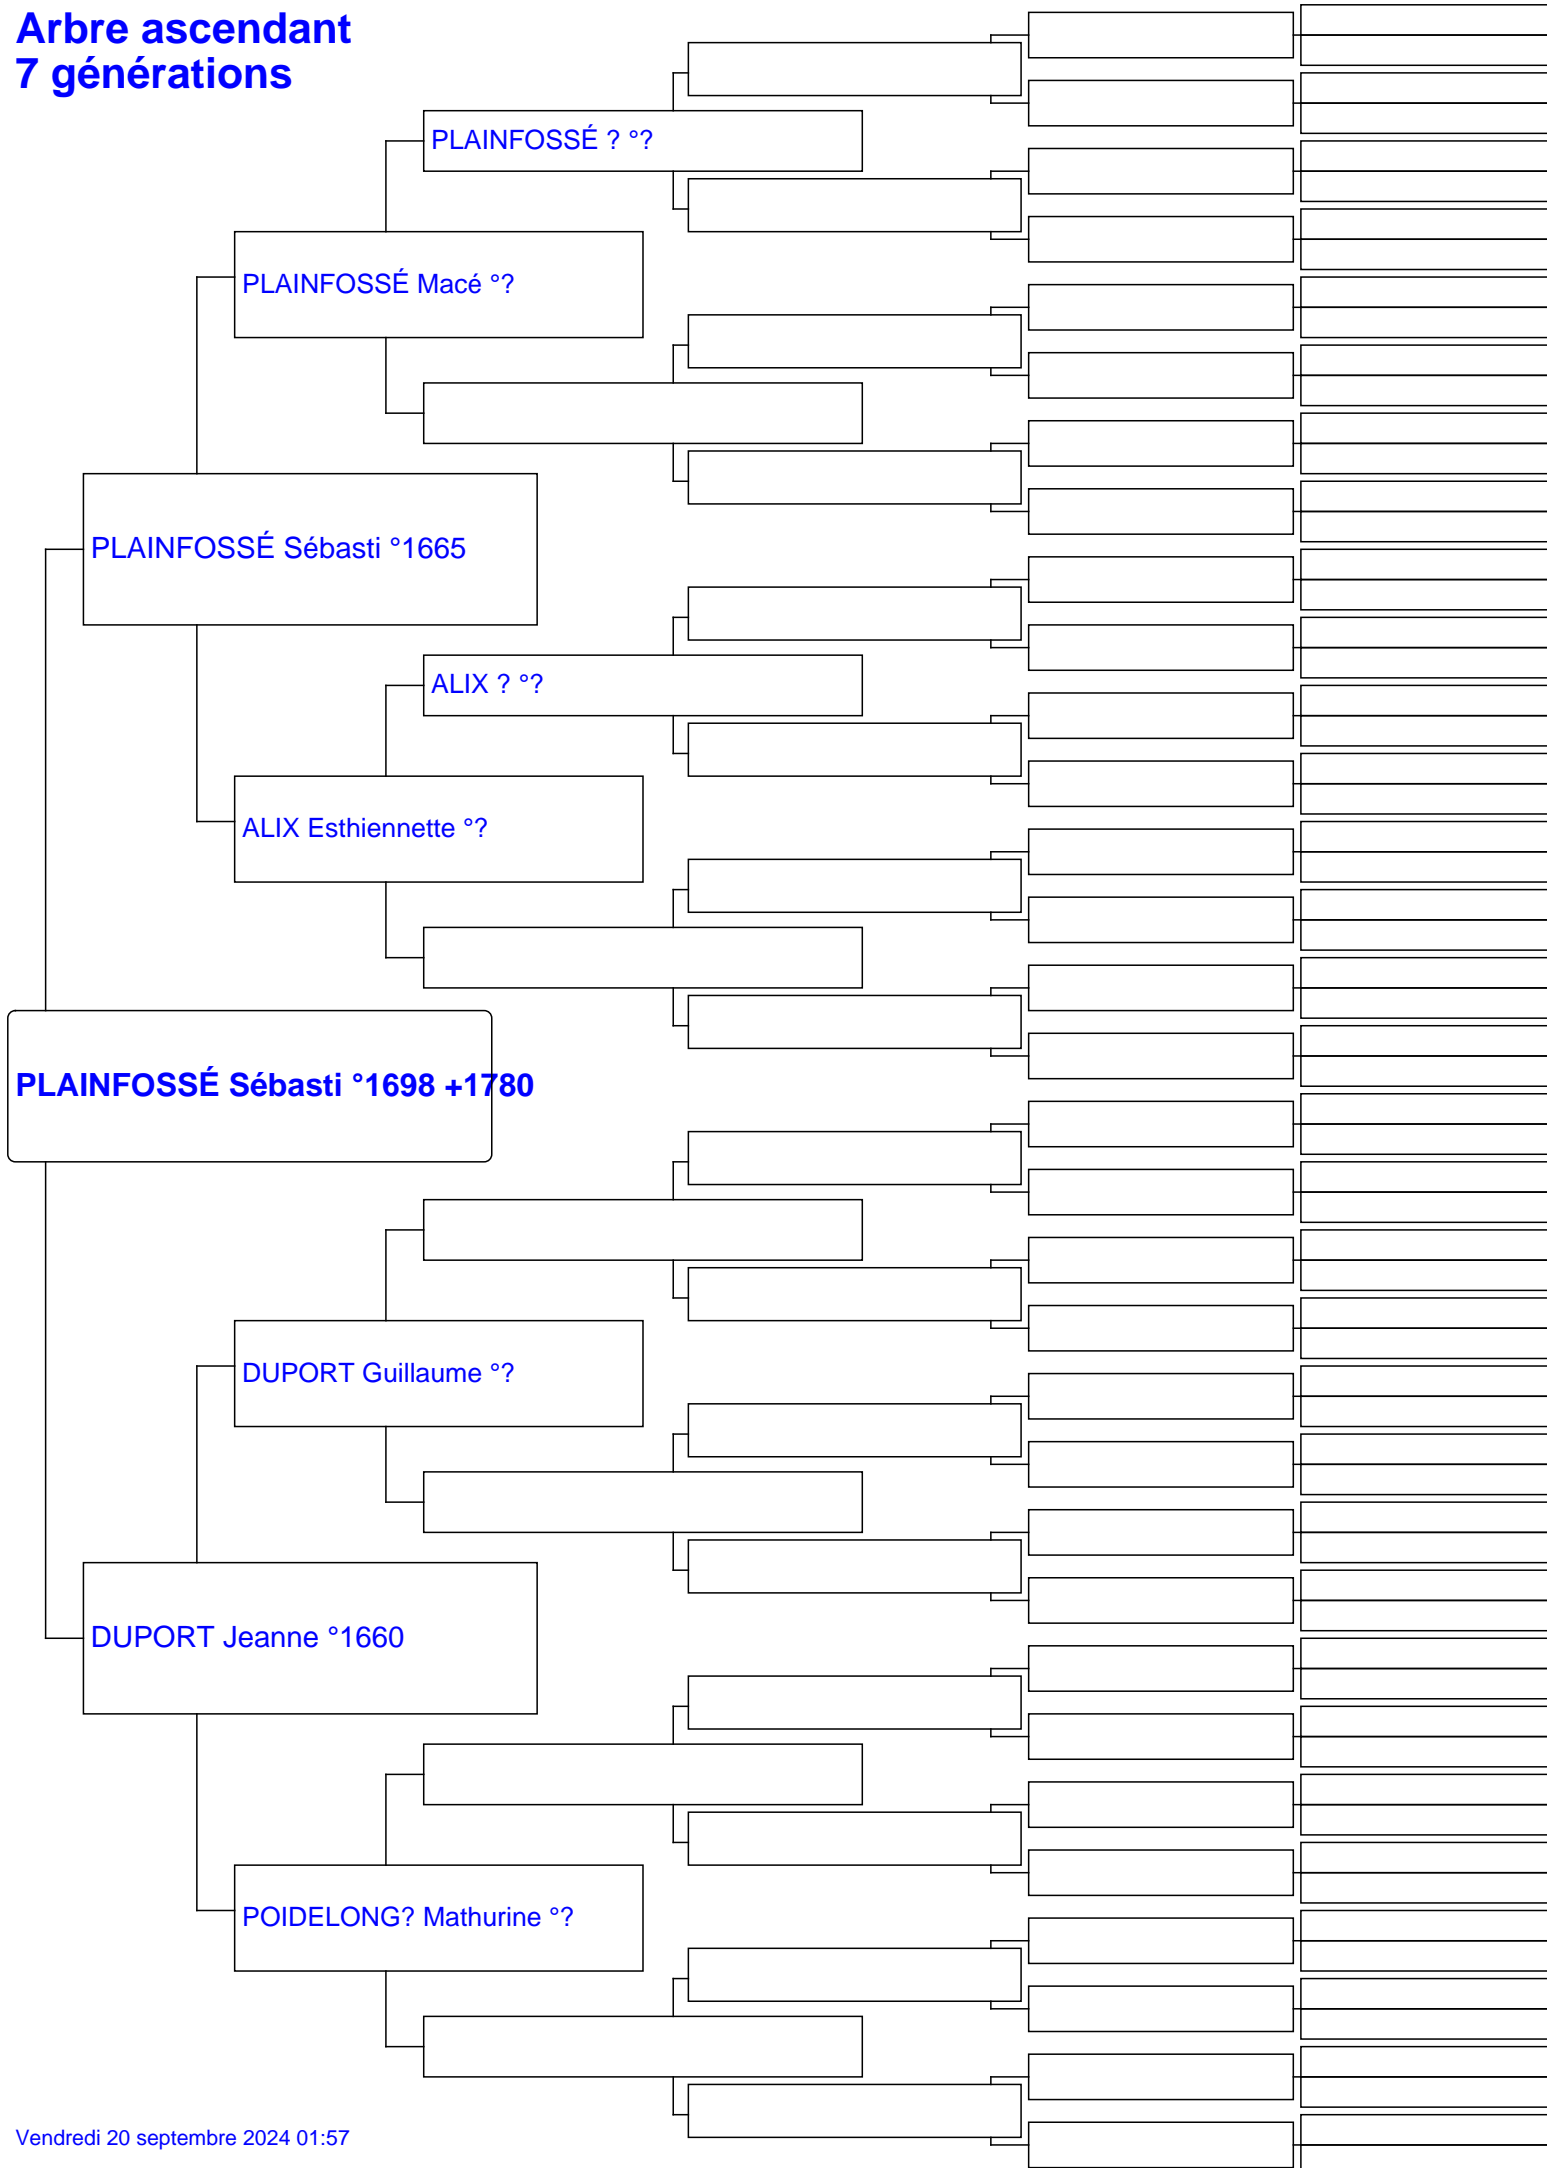 Arbre ascendant
7 générations
PLAINFOSSÉ ? °?
PLAINFOSSÉ Macé °?
PLAINFOSSÉ Sébasti °1665
ALIX ? °?
ALIX Esthiennette °?
PLAINFOSSÉ Sébasti °1698 +1780
DUPORT Guillaume °?
DUPORT Jeanne °1660
POIDELONG? Mathurine °?
Vendredi 20 septembre 2024 01:57